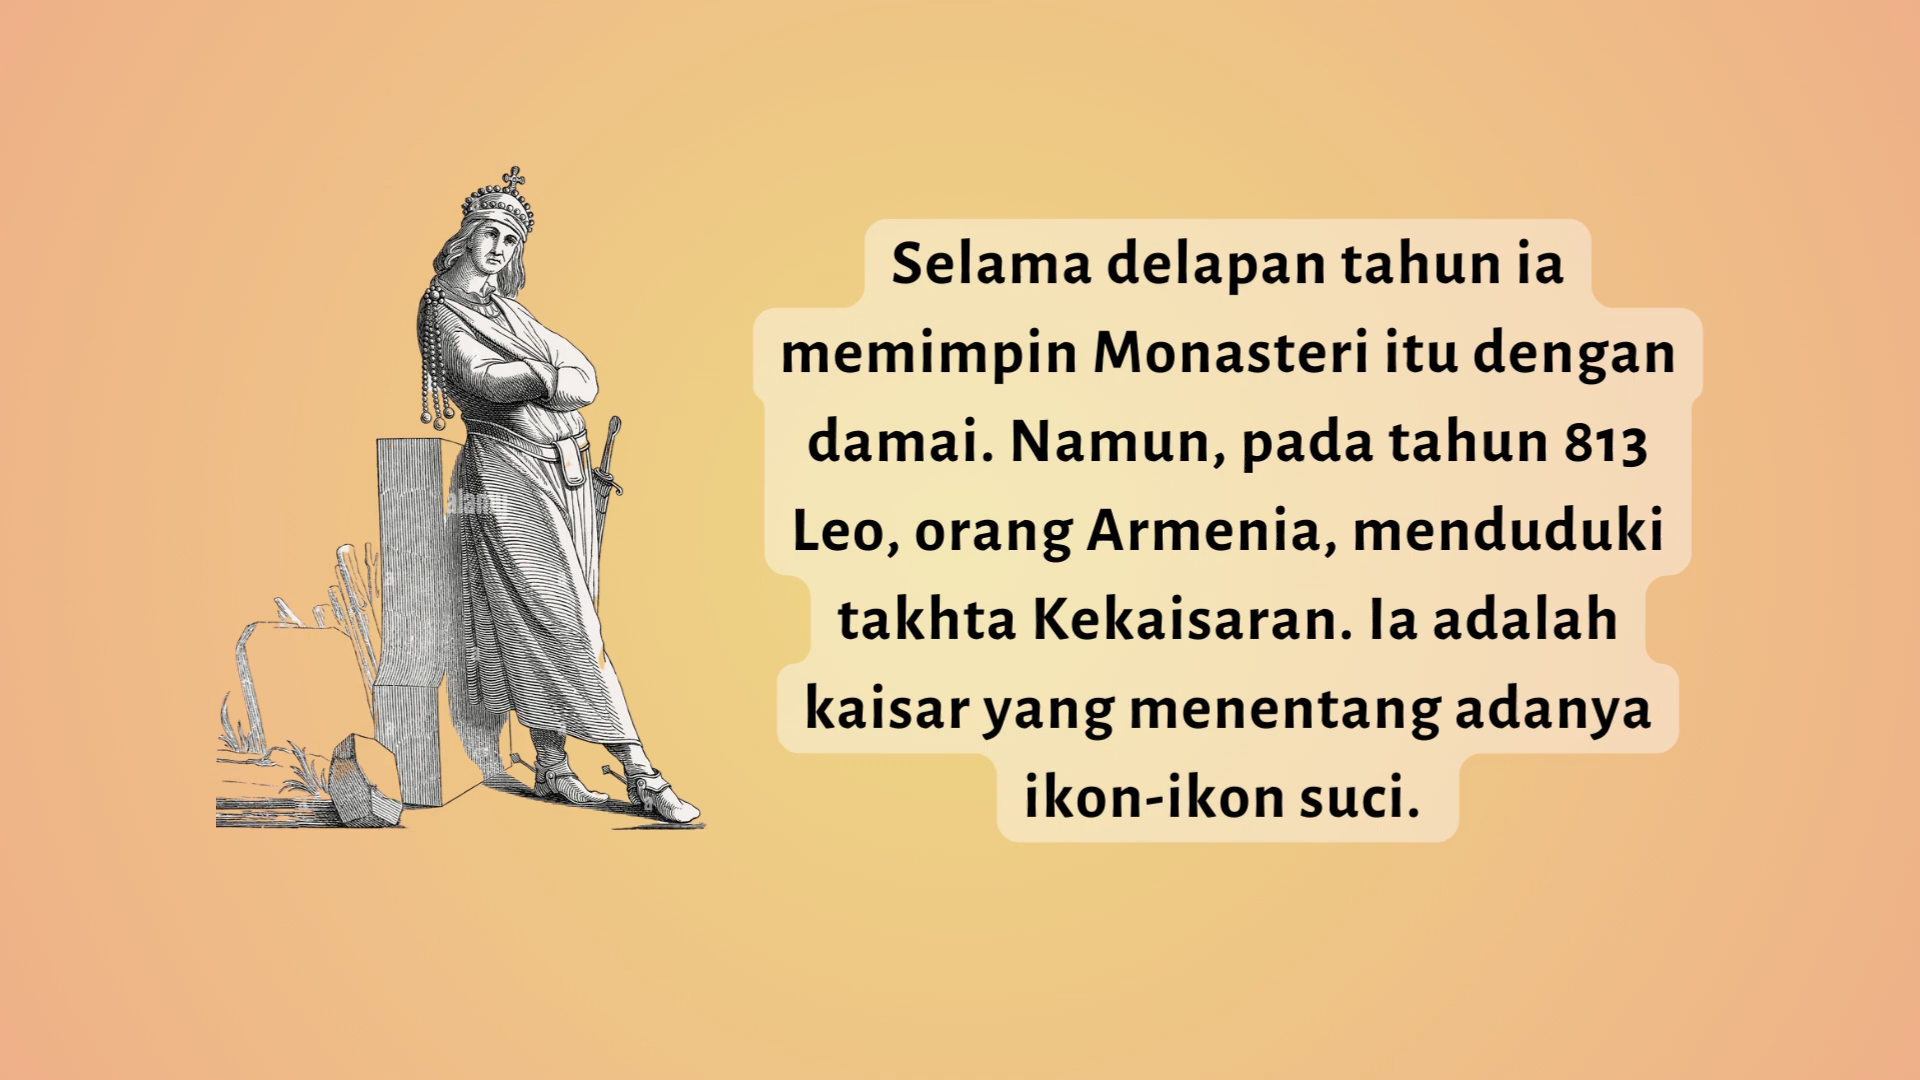 Selama delapan tahun ia
memimpin Monasteri itu dengan
damai. Namun, pada tahun 813
Leo, orang Armenia, menduduki
takhta Kekaisaran. Ia adalah
kaisar yang menentang adanya
ikon-ikon suci.
alamy